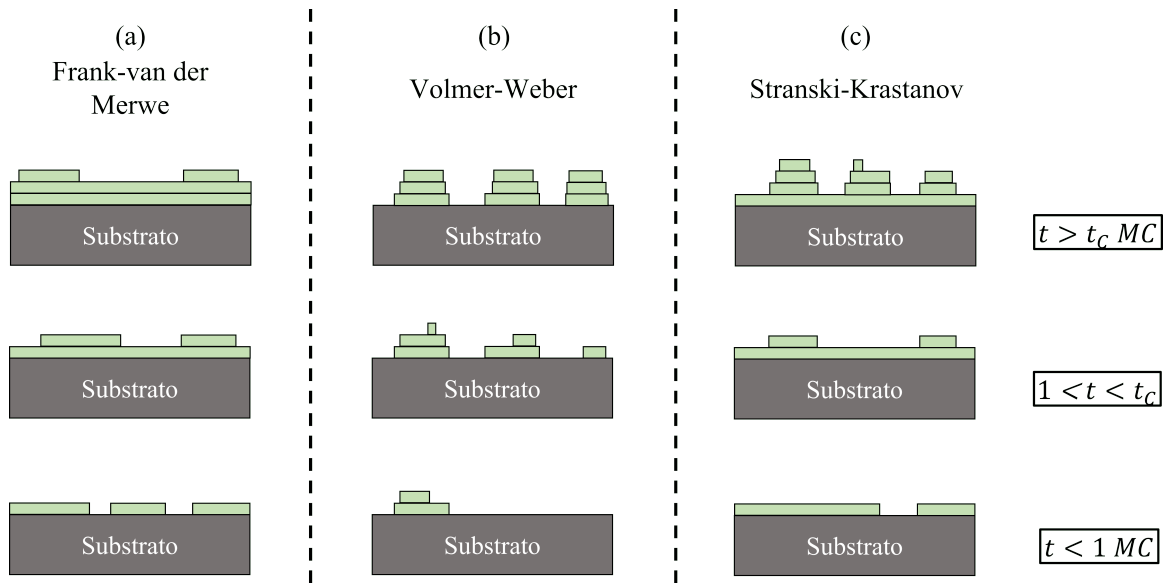 (a)
Frank-van der
Merwe
(b)
Volmer-Weber
(c)
Stranski-Krastanov
Substrato
Substrato
Substrato
t > t_C MC
Substrato
Substrato
Substrato
1 < t < t_C
Substrato
Substrato
Substrato
t < 1 MC